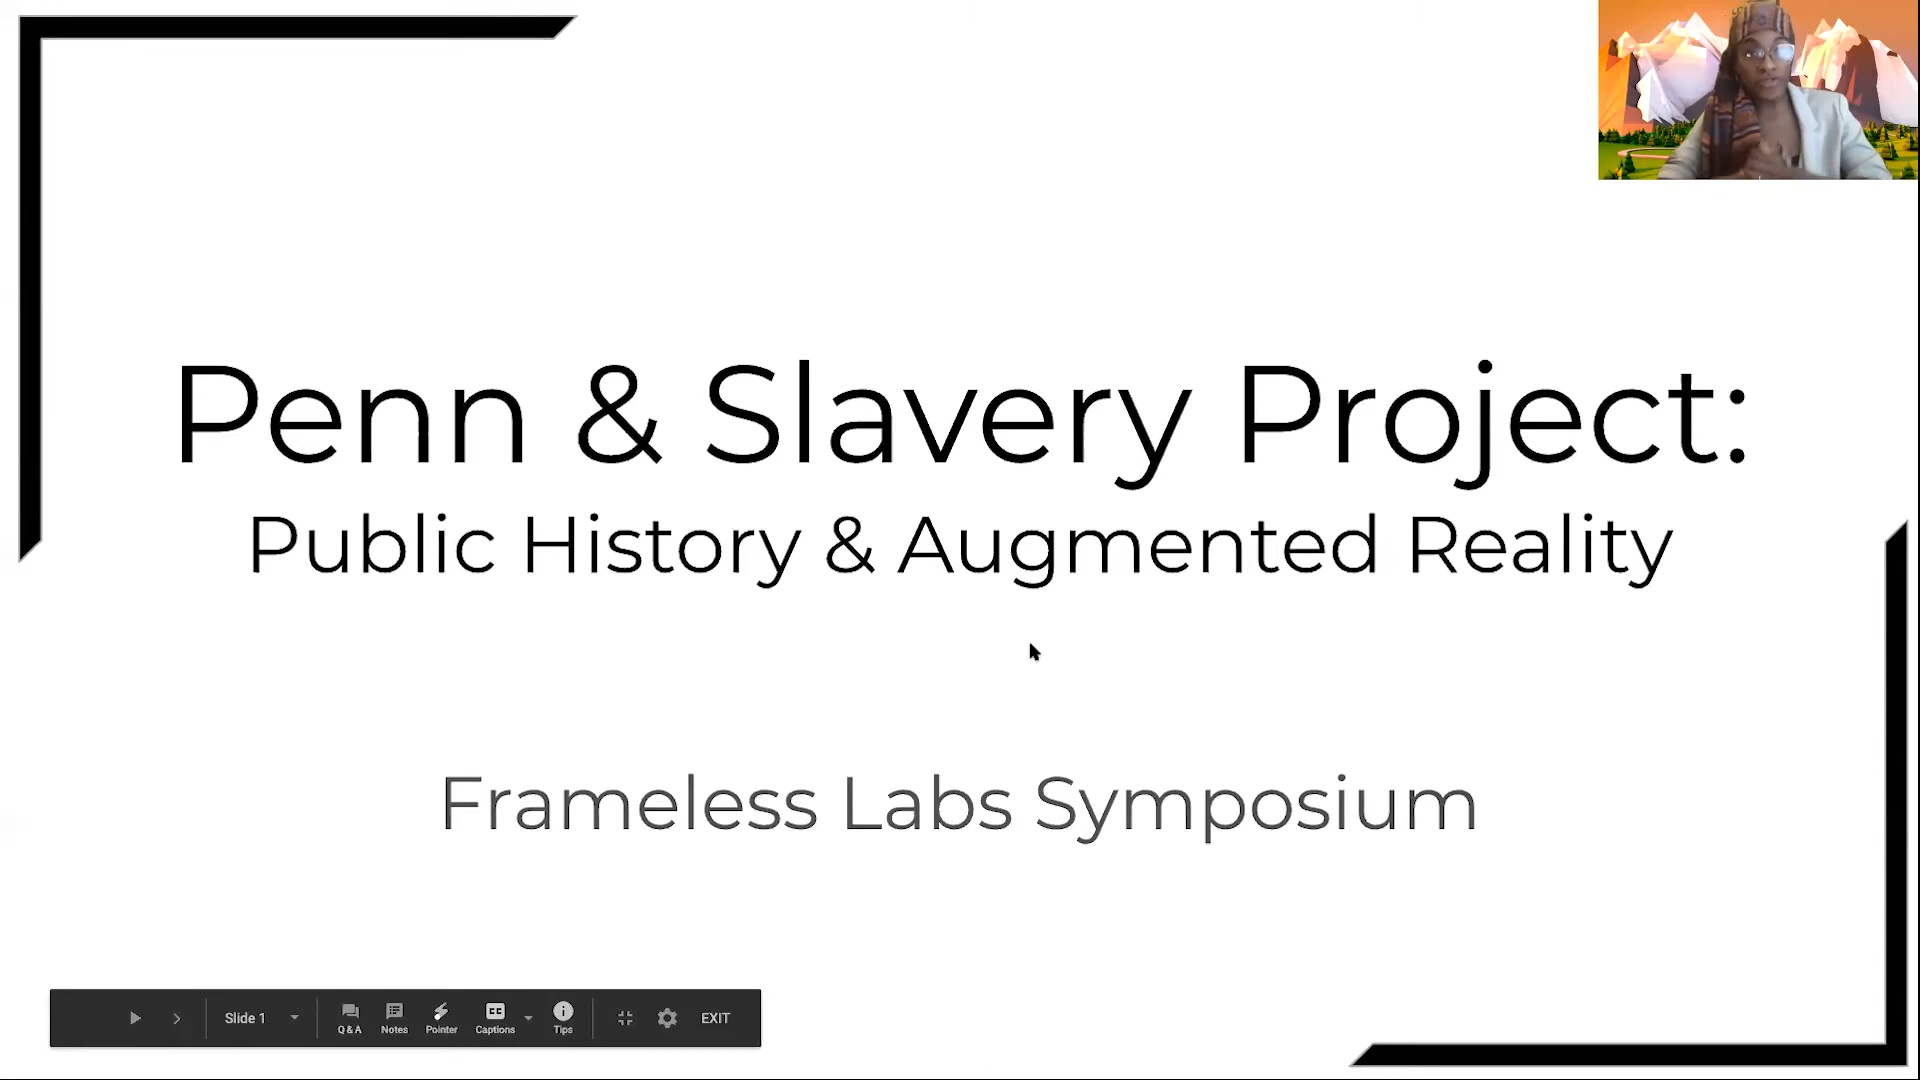 Penn & Slavery Project:
Public History & Augmented Reality
Frameless Labs Symposium
Slide 1
Q & A
Notes
Pointer
Captions
Tips
EXIT